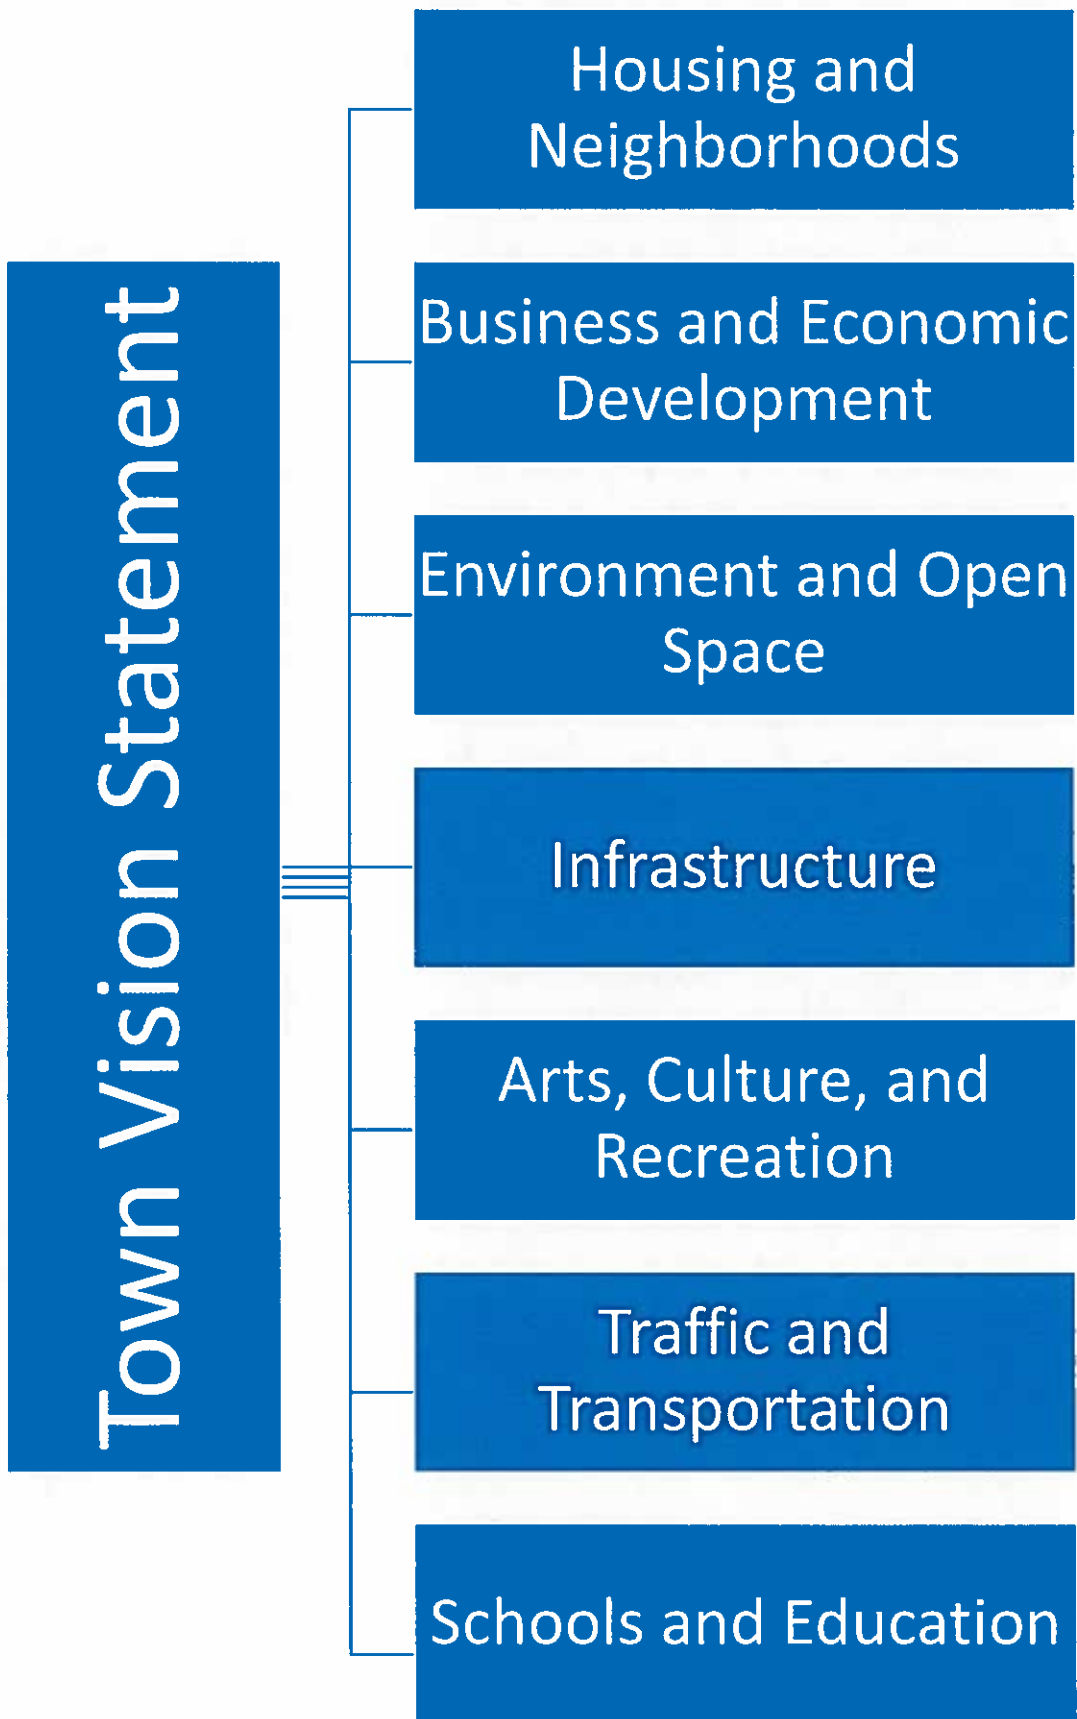 Town Vision Statement
Housing and
Neighborhoods
Business and Economic
Development
Environment and Open
Space
Infrastructure
Arts, Culture, and
Recreation
Traffic and
Transportation
Schools and Education